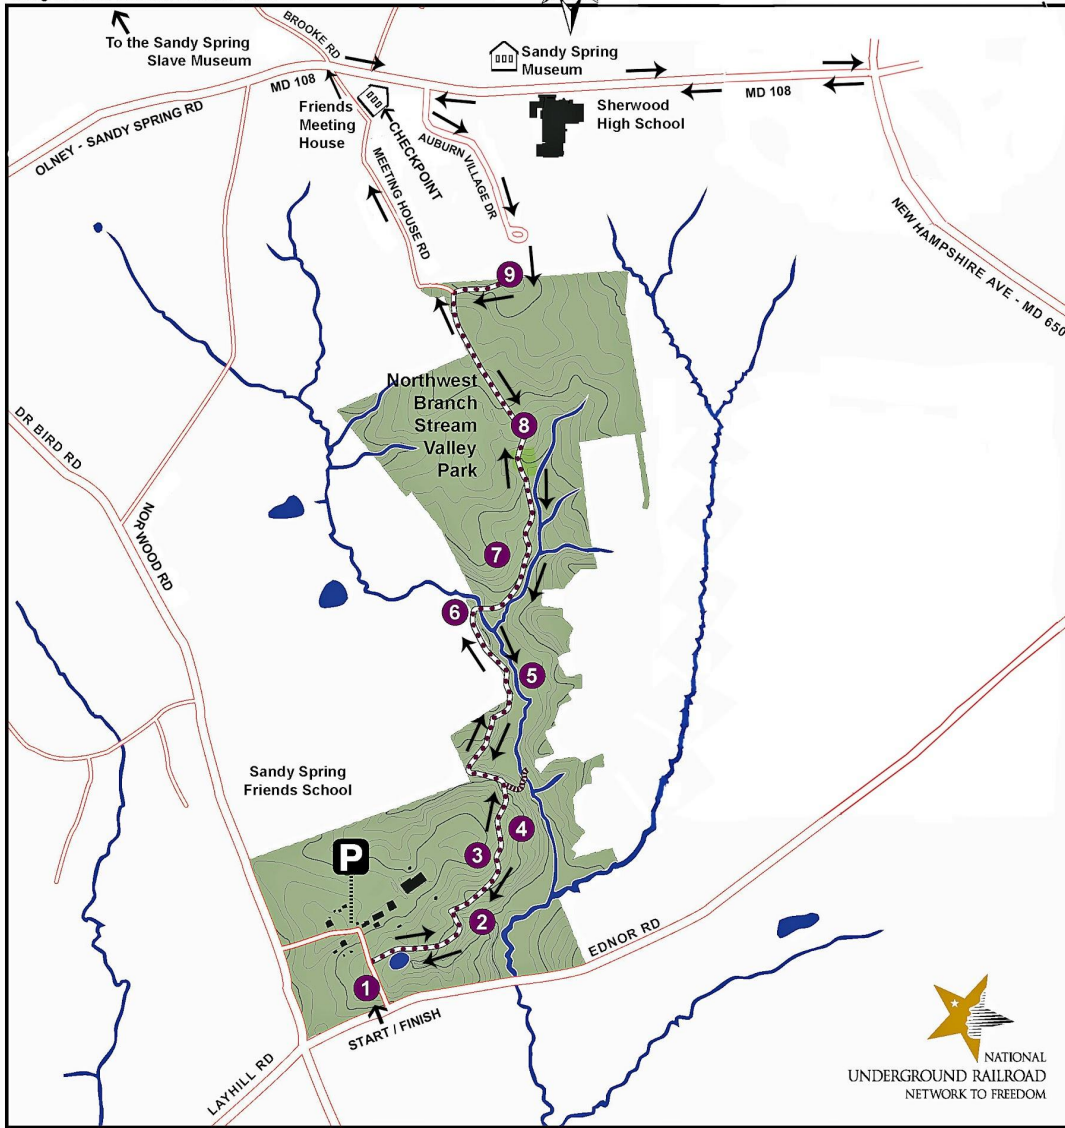 To the Sandy Spring
Slave Museum
BROOKE RD
Sandy Spring
Museum
MD 108
MD 108
OLNEY - SANDY SPRING RD
Friends
Meeting
House
CHECKPOINT
Sherwood
High School
AUBURN VILLAGE DR
MEETING HOUSE RD
NEW HAMPSHIRE AVE - MD 650
9
Northwest
Branch
Stream
Valley
Park
8
DR BIRD RD
NORWOOD RD
7
6
5
Sandy Spring
Friends School
4
P
3
2
EDNOR RD
1
START / FINISH
LAYHILL RD
NATIONAL
UNDERGROUND RAILROAD
NETWORK TO FREEDOM